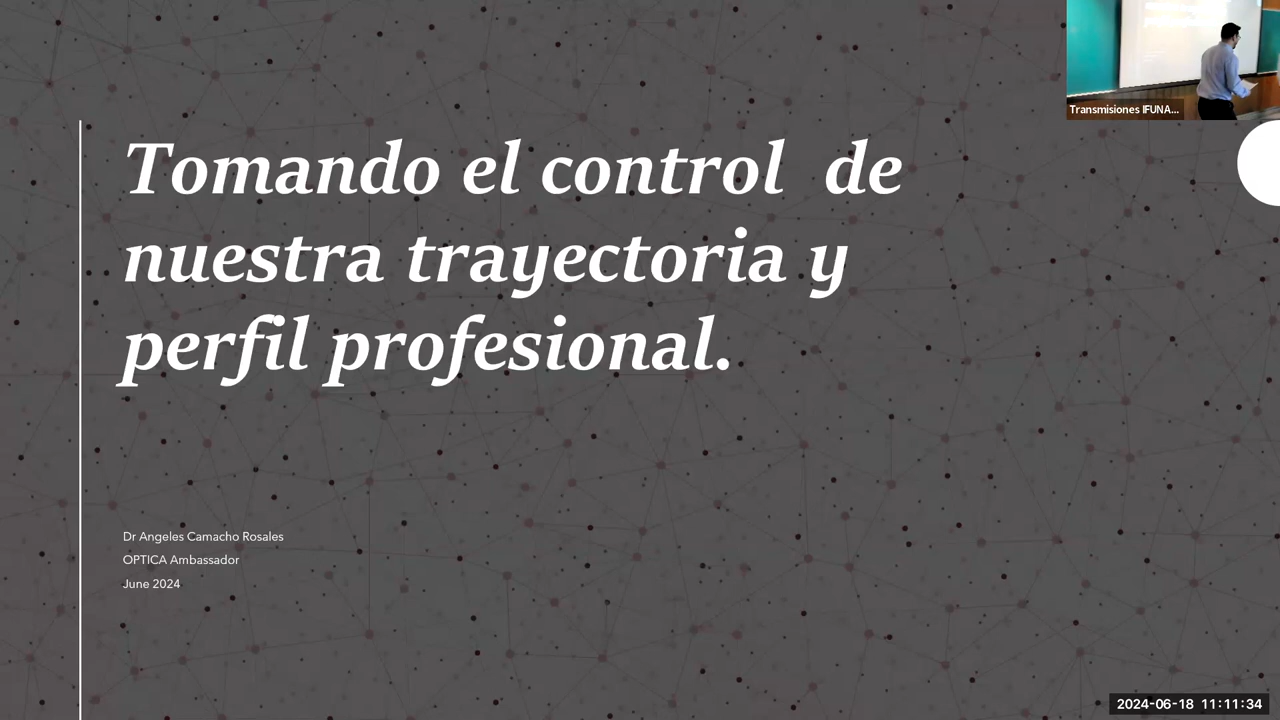 Transmisiones IFUNA...
Tomando el control de
nuestra trayectoria y
perfil profesional.
Dr Angeles Camacho Rosales
OPTICA Ambassador
June 2024
2024-06-18 11:11:34